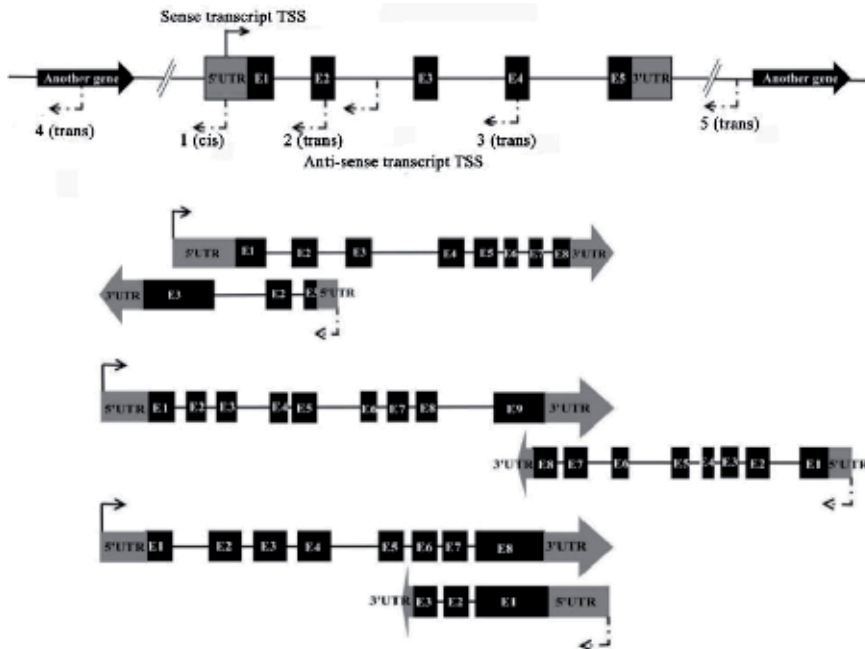 Sense transcript TSS
Another gene 5'UTR E1 E2 E3 E4 E5 3'UTR Another gene
4 (trans) 1 (cis) 2 (trans) 3 (trans) 5 (trans)
Anti-sense transcript TSS
5'UTR E1 E2 E3 E4 E5 E6 E7 E8 3'UTR
3'UTR E3 E2 E 5'UTR
5'UTR E1 E2 E3 E4 E5 E6 E7 E8 E9 3'UTR
3'UTR E8 E7 E6 E5 E4 E3 E2 E1 5'UTR
5'UTR E1 E2 E3 E4 E5 E6 E7 E8 3'UTR
3'UTR E3 E2 E1 5'UTR